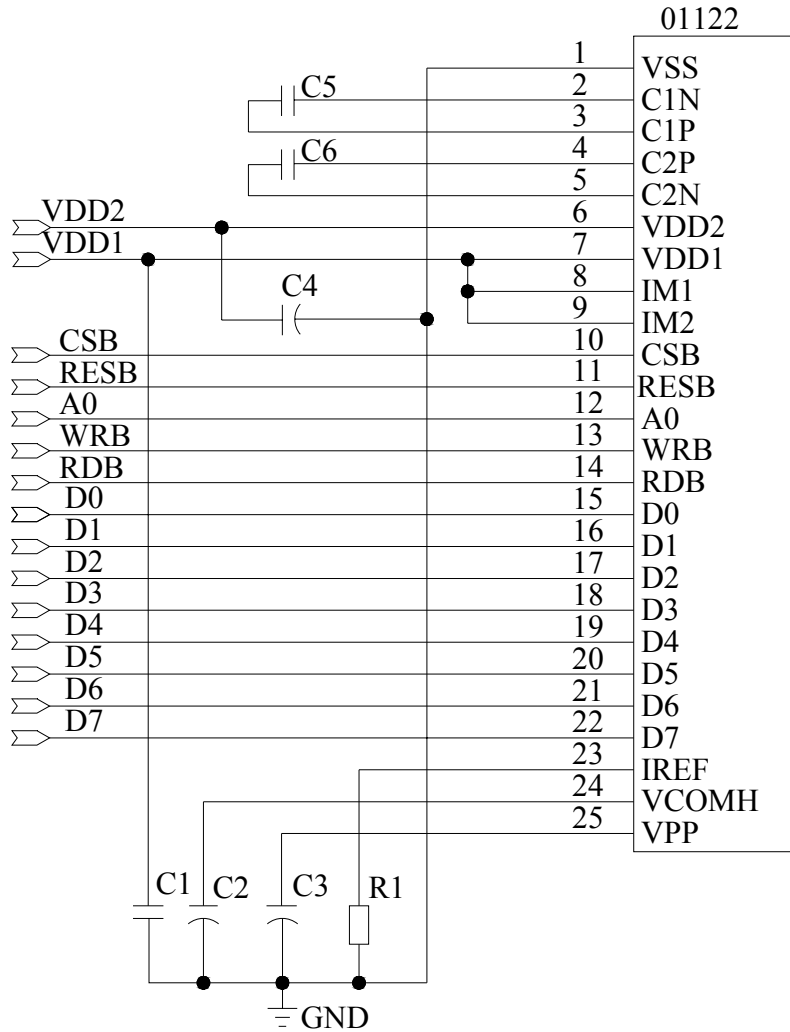 01122
1 VSS
C5 2 C1N
3 C1P
C6 4 C2P
5 C2N
VDD2 6 VDD2
VDD1 7 VDD1
C4 8 IM1
9 IM2
CSB 10 CSB
RESB 11 RESB
A0 12 A0
WRB 13 WRB
RDB 14 RDB
D0 15 D0
D1 16 D1
D2 17 D2
D3 18 D3
D4 19 D4
D5 20 D5
D6 21 D6
D7 22 D7
23 IREF
24 VCOMH
25 VPP
C1 C2 C3 R1
GND